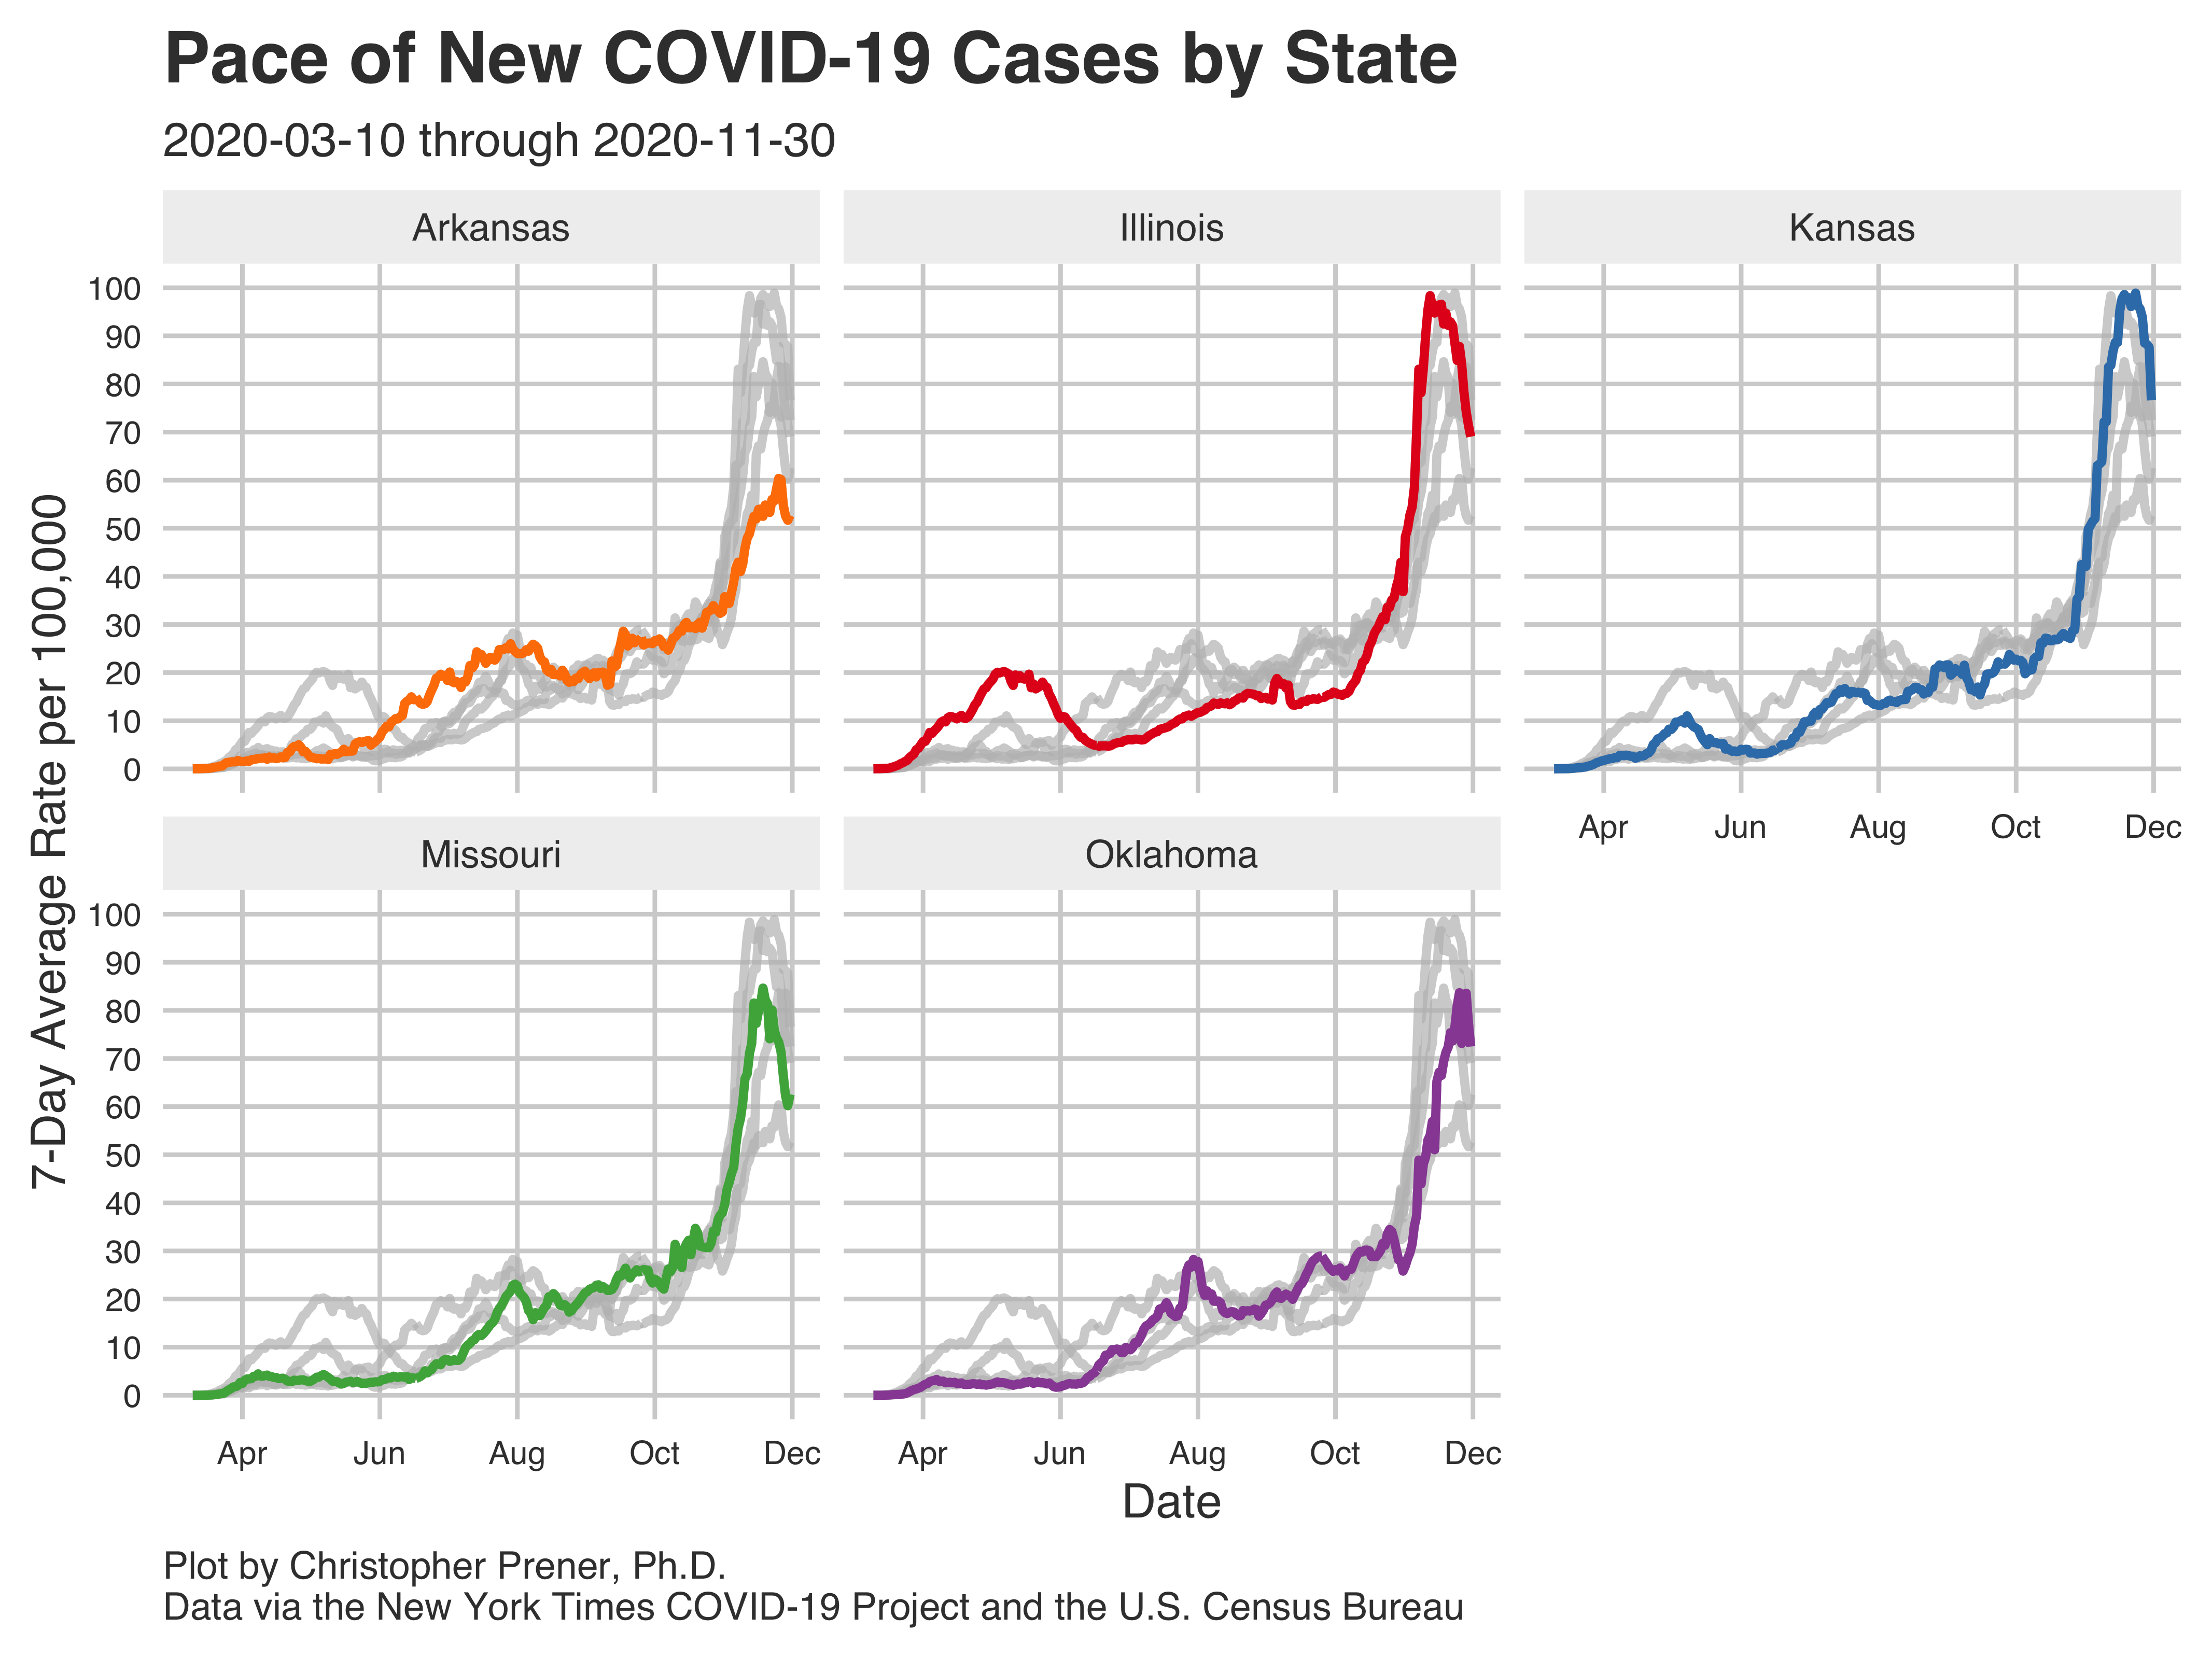 Pace of New COVID-19 Cases by State
2020-03-10 through 2020-11-30
7-Day Average Rate per 100,000
Arkansas
Illinois
Kansas
100
90
80
70
60
50
40
30
20
10
0
Apr Jun Aug Oct Dec
Missouri
Oklahoma
100
90
80
70
60
50
40
30
20
10
0
Apr Jun Aug Oct Dec
Apr Jun Aug Oct Dec
Date
Plot by Christopher Prener, Ph.D.
Data via the New York Times COVID-19 Project and the U.S. Census Bureau